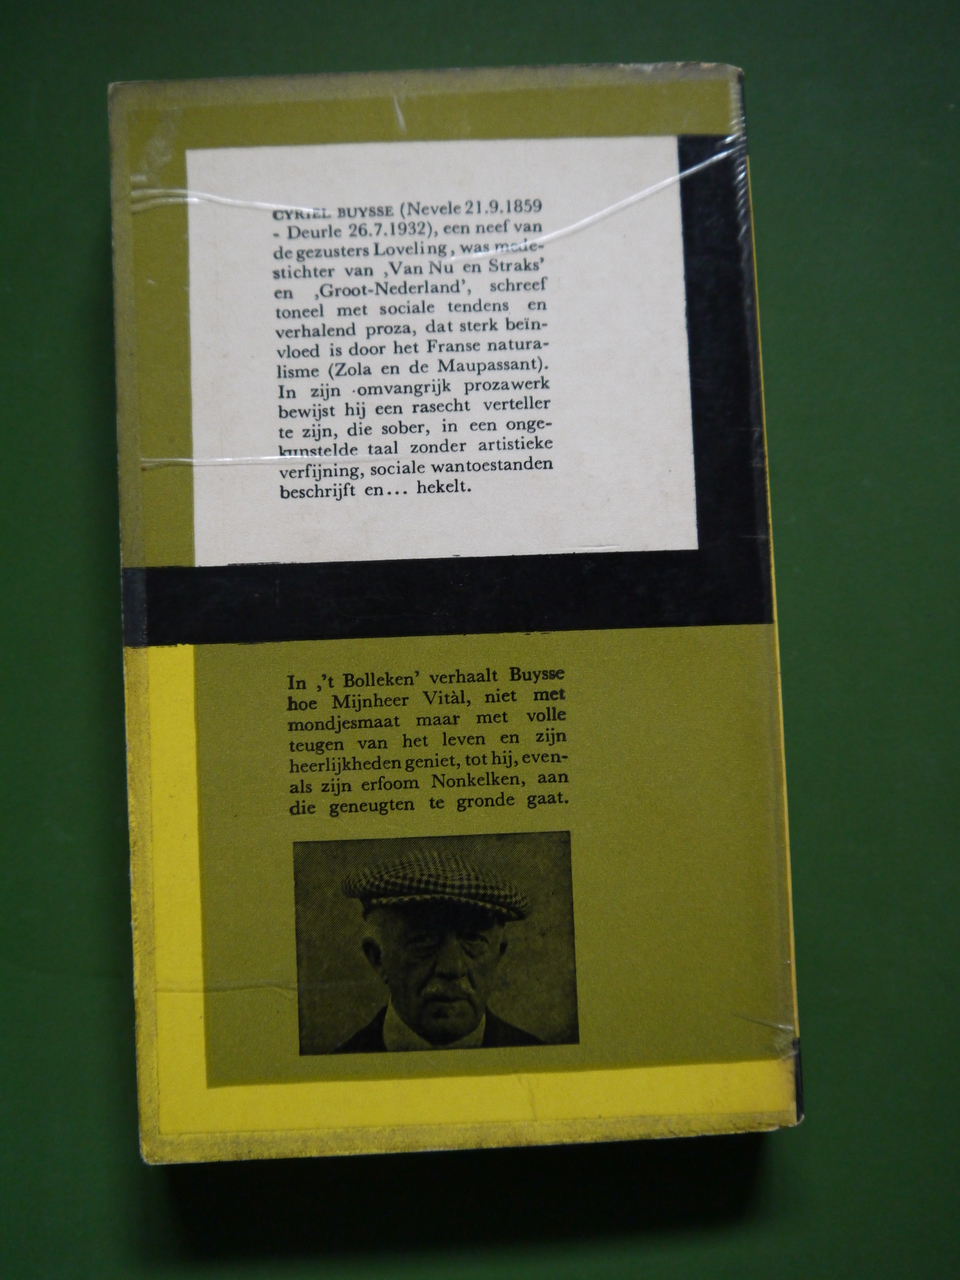 CYRIEL BUYSSE (Nevele 21.9.1859
- Deurle 26.7.1932), een neef van
de gezusters Loveling, was mede-
stichter van ‚Van Nu en Straks’
en ‚Groot-Nederland’, schreef
toneel met sociale tendens en
verhalend proza, dat sterk beïn-
vloed is door het Franse natura-
lisme (Zola en de Maupassant).
In zijn omvangrijk prozawerk
bewijst hij een rasecht verteller
te zijn, die sober, in een onge-
kunstelde taal zonder artistieke
verfijning, sociale wantoestanden
beschrijft en... hekelt.
In ‚’t Bolleken’ verhaalt Buysse
hoe Mijnheer Vitàl, niet met
mondjesmaat maar met volle
teugen van het leven en zijn
heerlijkheden geniet, tot hij, even-
als zijn erfoom Nonkelken, aan
die geneugten te gronde gaat.